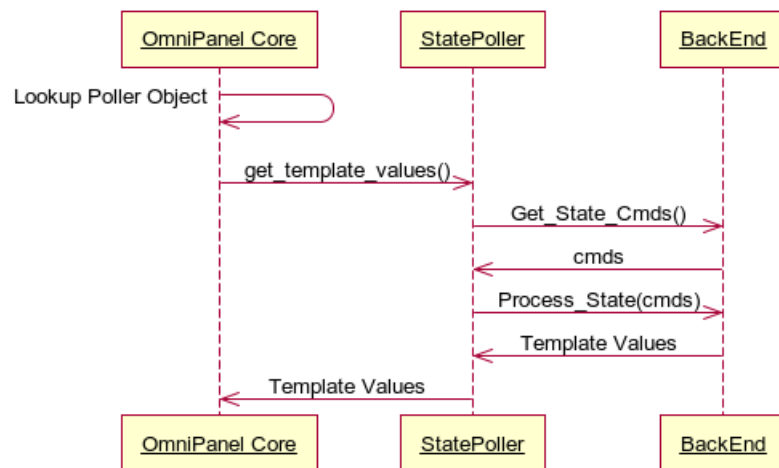 OmniPanel Core
StatePoller
BackEnd
Lookup Poller Object
get_template_values()
Get_State_Cmds()
cmds
Process_State(cmds)
Template Values
Template Values
OmniPanel Core
StatePoller
BackEnd